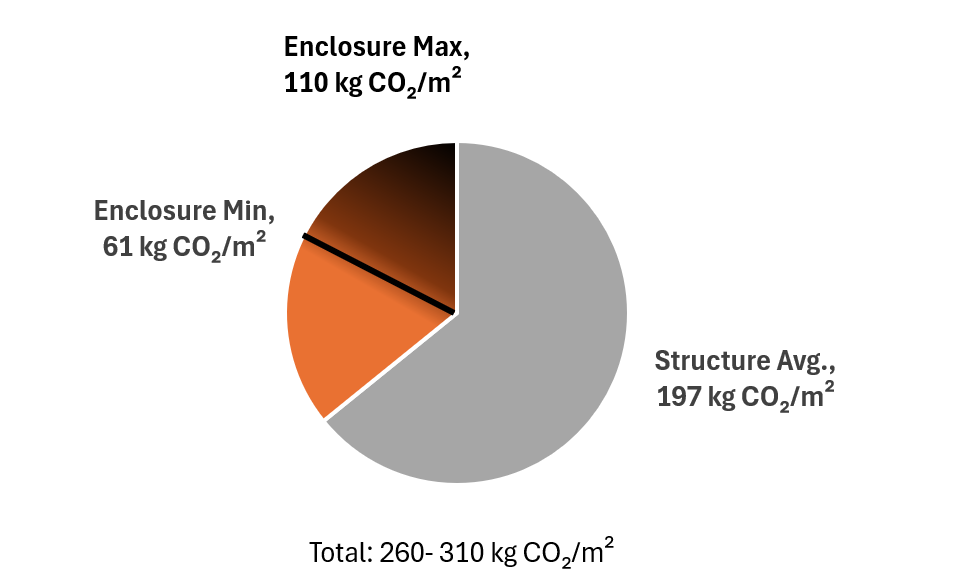 Enclosure Max,
110 kg CO₂/m²
Enclosure Min,
61 kg CO₂/m²
Structure Avg.,
197 kg CO₂/m²
Total: 260- 310 kg CO₂/m²